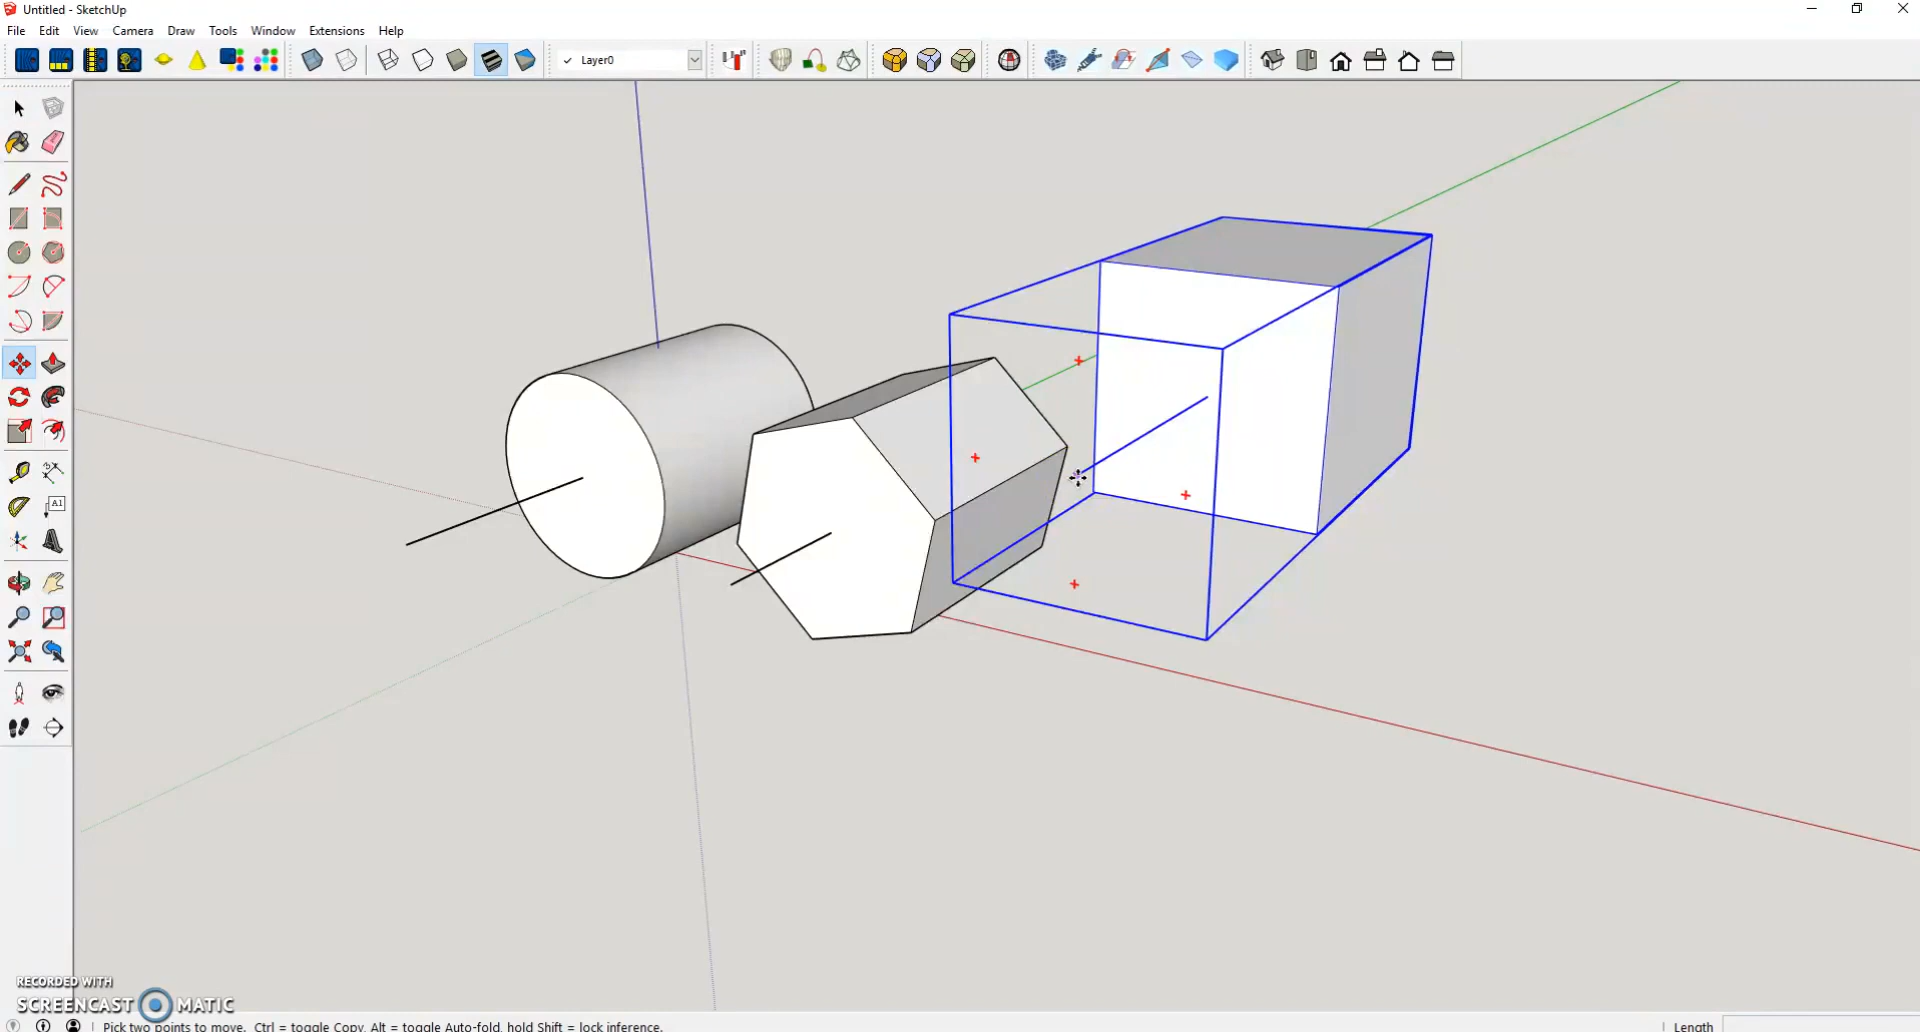 Untitled - SketchUp
File Edit View Camera Draw Tools Window Extensions Help
✓ Layer0
A1
RECORDED WITH
SCREENCAST MATIC
Pick two points to move. Ctrl = toggle Copy, Alt = toggle Auto-fold, hold Shift = lock inference.
Length